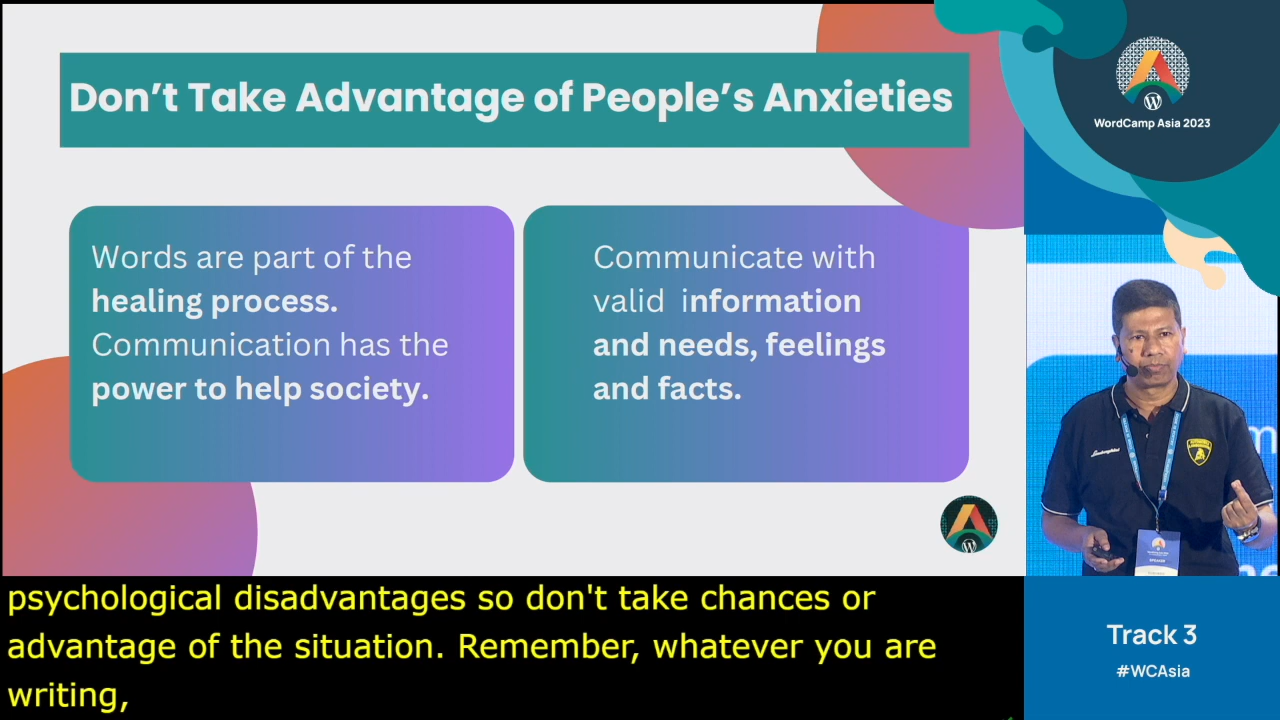 Don't Take Advantage of People's Anxieties
Words are part of the
healing process.
Communication has the
power to help society.
Communicate with
valid information
and needs, feelings
and facts.
WordCamp Asia 2023
Lamborghini
SPEAKER
Track 3
#WCAsia
psychological disadvantages so don't take chances or
advantage of the situation. Remember, whatever you are
writing,